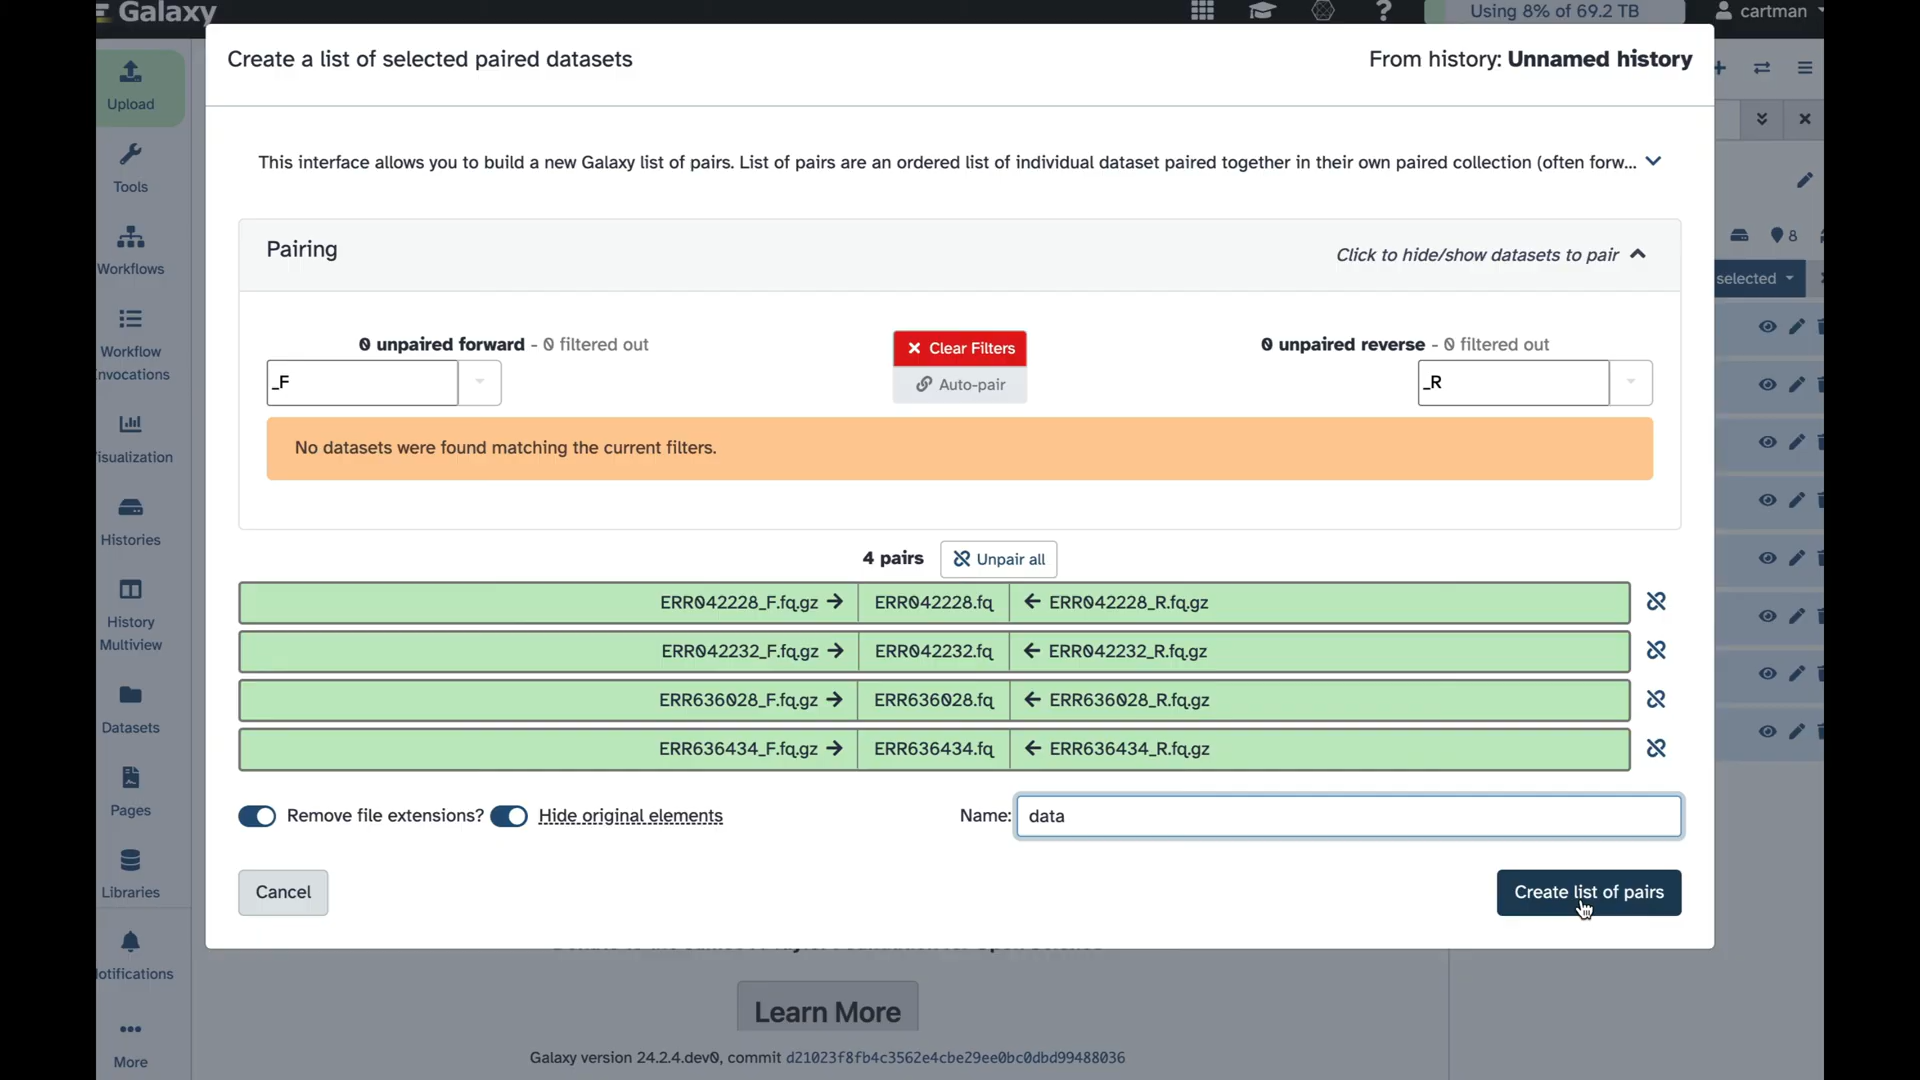 Galaxy
Using 8% of 69.2 TB
cartman
Create a list of selected paired datasets
From history: Unnamed history
Upload
Tools
Workflows
Workflow
nvocations
isualization
Histories
History
Multiview
Datasets
Pages
Libraries
otifications
More
This interface allows you to build a new Galaxy list of pairs. List of pairs are an ordered list of individual dataset paired together in their own paired collection (often forw...
Pairing
Click to hide/show datasets to pair
0 unpaired forward - 0 filtered out
Clear Filters
0 unpaired reverse - 0 filtered out
_F
Auto-pair
_R
No datasets were found matching the current filters.
4 pairs
Unpair all
ERR042228_F.fq.gz → ERR042228.fq ← ERR042228_R.fq.gz
ERR042232_F.fq.gz → ERR042232.fq ← ERR042232_R.fq.gz
ERR636028_F.fq.gz → ERR636028.fq ← ERR636028_R.fq.gz
ERR636434_F.fq.gz → ERR636434.fq ← ERR636434_R.fq.gz
Remove file extensions?
Hide original elements
Name: data
Cancel
Create list of pairs
8
selected
Learn More
Galaxy version 24.2.4.dev0, commit d21023f8fb4c3562e4cbe29ee0bc0dbd99488036